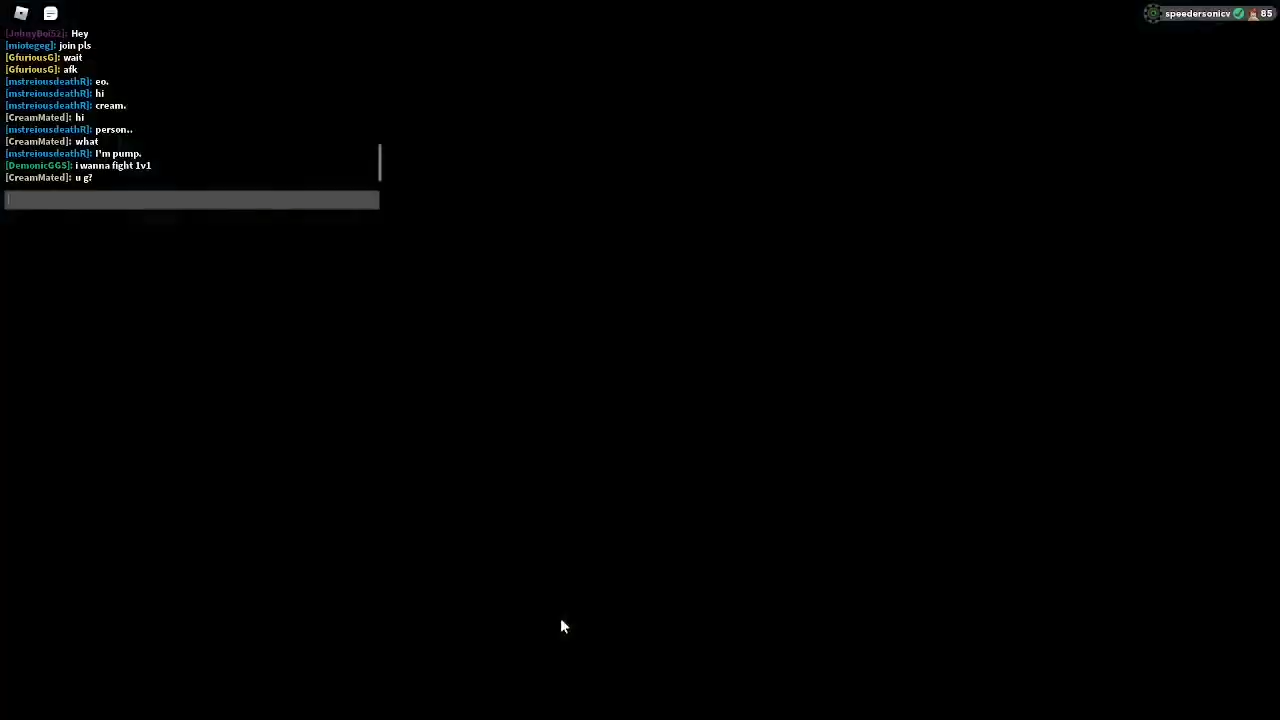 speedersonicv 85
[JohnyBoi52]: Hey
[miotegeg]: join pls
[GfuriousG]: wait
[GfuriousG]: afk
[mstreiousdeathR]: eo.
[mstreiousdeathR]: hi
[mstreiousdeathR]: cream.
[CreamMated]: hi
[mstreiousdeathR]: person..
[CreamMated]: what
[mstreiousdeathR]: I'm pump.
[DemonicGGS]: i wanna fight 1v1
[CreamMated]: u g?